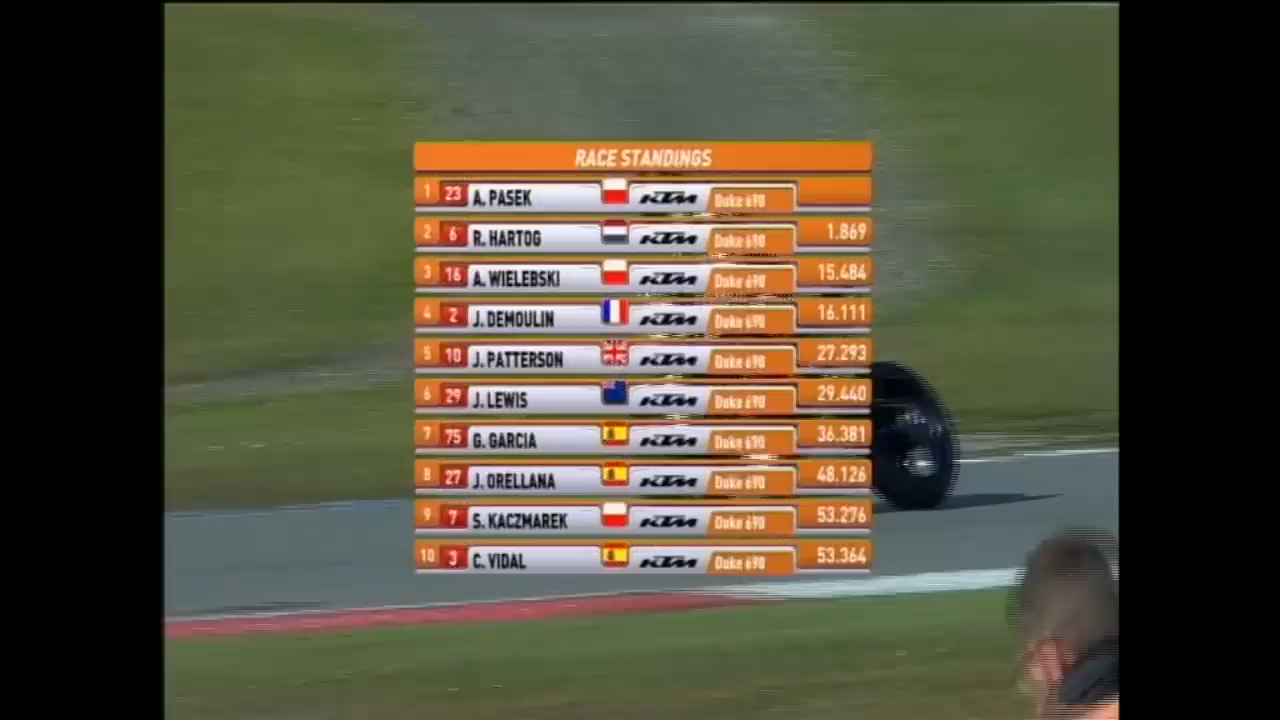 RACE STANDINGS
1 23 A. PASEK KTM Duke 690
2 6 R. HARTOG KTM Duke 690 1.869
3 16 A. WIELEBSKI KTM Duke 690 15.484
4 2 J. DEMOULIN KTM Duke 690 16.111
5 10 J. PATTERSON KTM Duke 690 27.293
6 29 J. LEWIS KTM Duke 690 29.440
7 75 G. GARCIA KTM Duke 690 36.381
8 27 J. ORELLANA KTM Duke 690 48.126
9 7 S. KACZMAREK KTM Duke 690 53.276
10 3 C. VIDAL KTM Duke 690 53.364